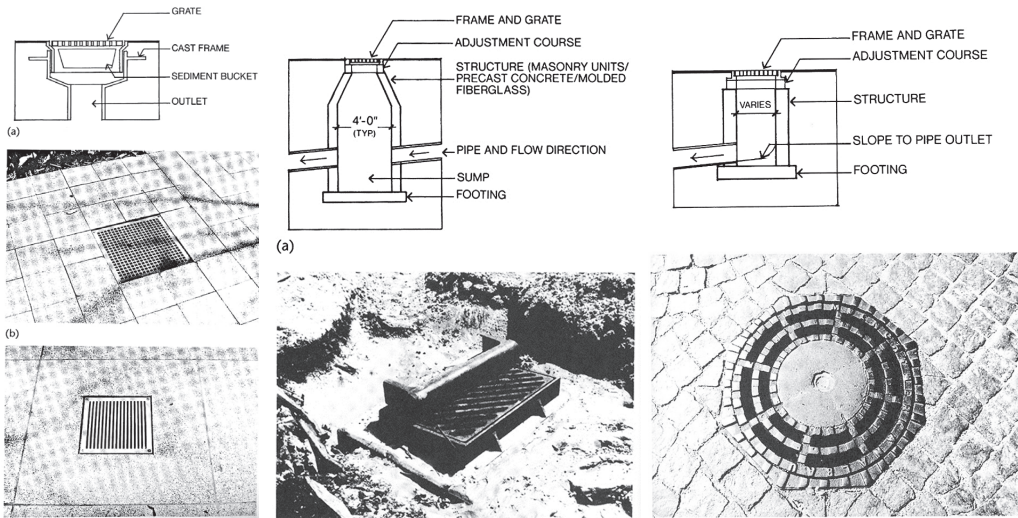 GRATE
CAST FRAME
SEDIMENT BUCKET
OUTLET
(a)
(b)
FRAME AND GRATE
ADJUSTMENT COURSE
STRUCTURE (MASONRY UNITS/
PRECAST CONCRETE/MOLDED
FIBERGLASS)
4'-0"
(TYP.)
PIPE AND FLOW DIRECTION
SUMP
FOOTING
(a)
FRAME AND GRATE
ADJUSTMENT COURSE
STRUCTURE
VARIES
SLOPE TO PIPE OUTLET
FOOTING